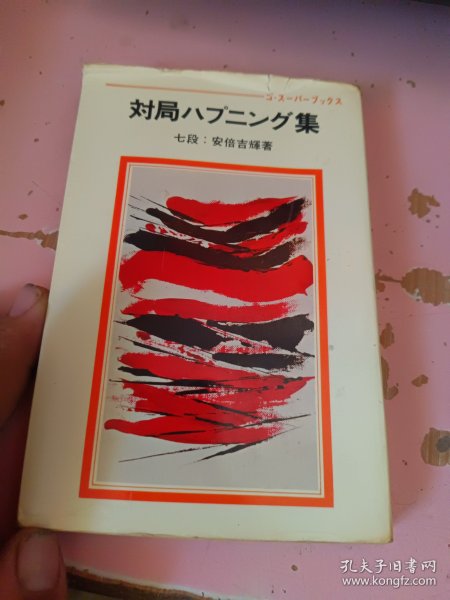 ゴ・スーパーブックス
対局ハプニング集
七段：安倍吉輝著
孔夫子旧书网
www.kongfz.com